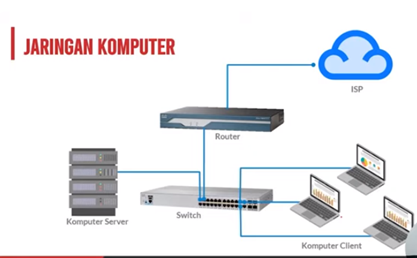 JARINGAN KOMPUTER
ISP
Router
Komputer Server
Switch
Komputer Client